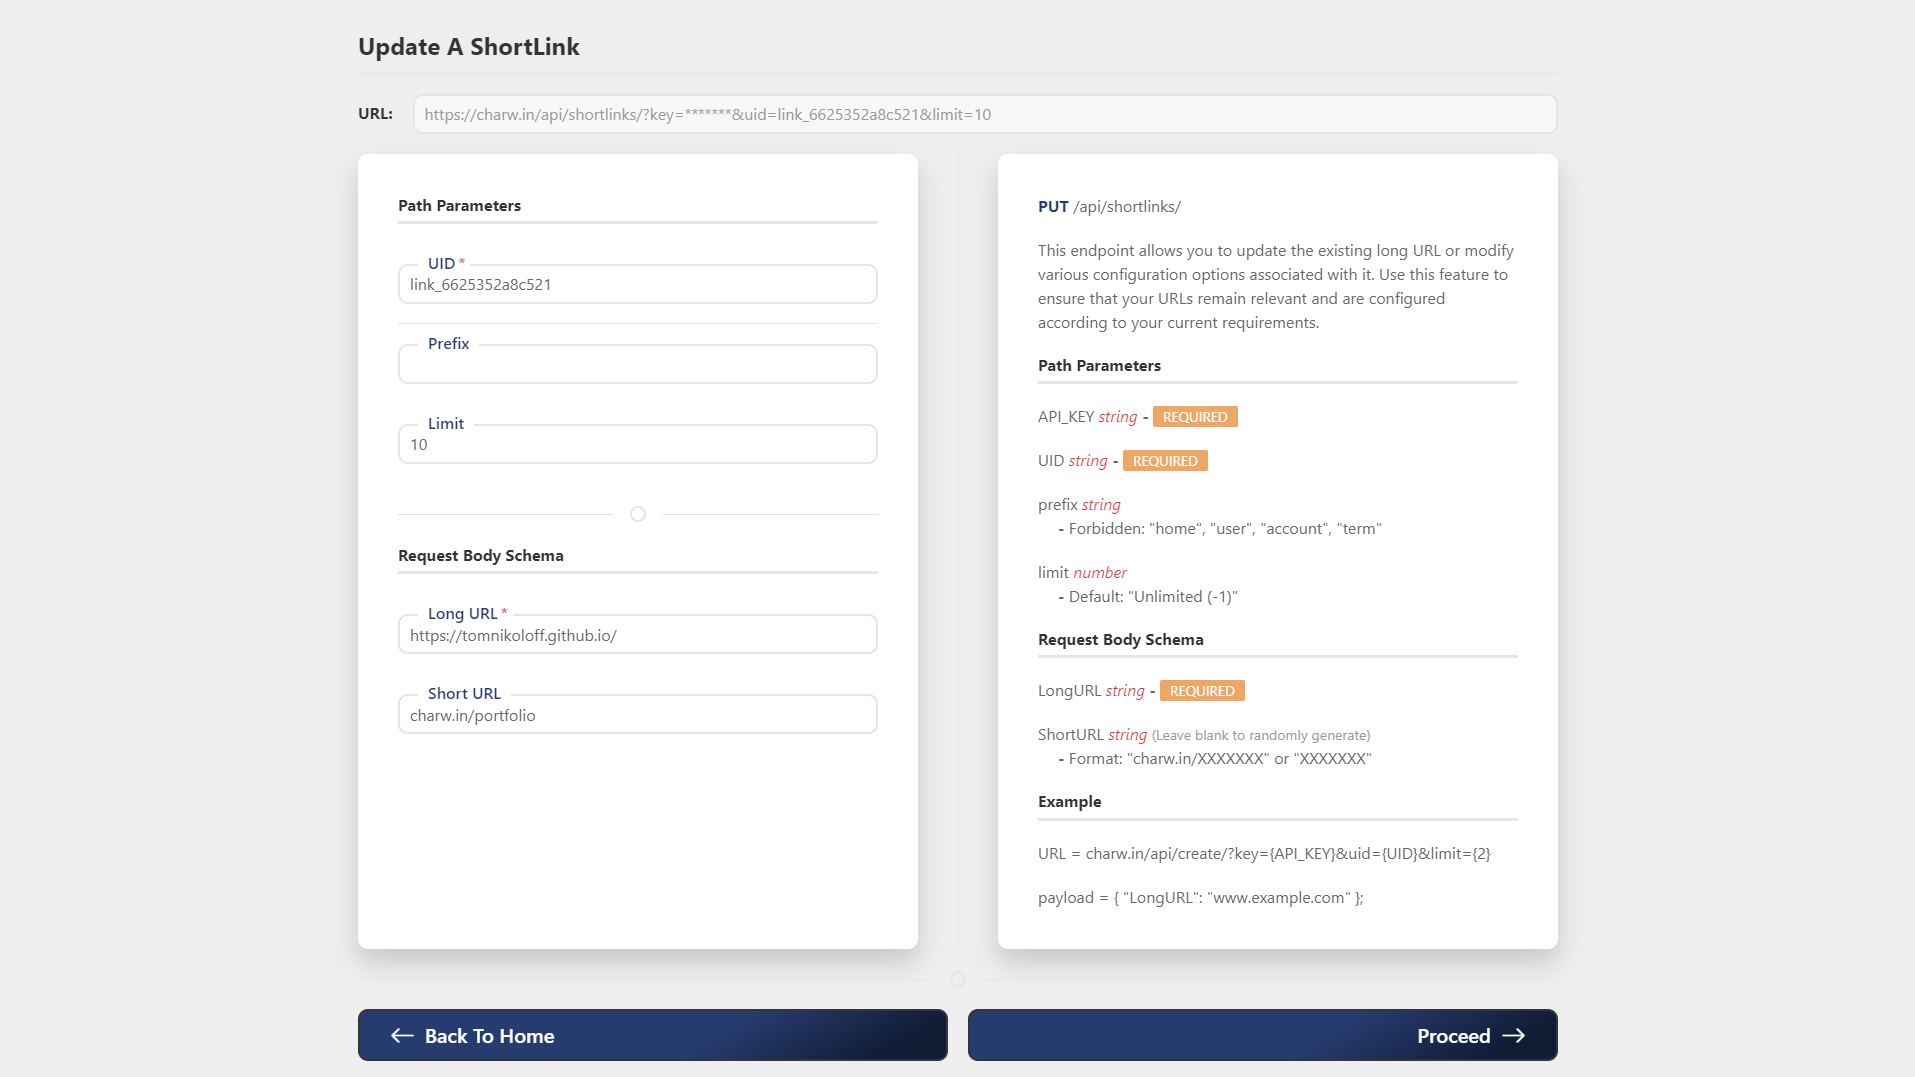 Update A ShortLink
URL:
https://charw.in/api/shortlinks/?key=*******&uid=link_6625352a8c521&limit=10
Path Parameters
UID *
link_6625352a8c521
Prefix
Limit
10
Request Body Schema
Long URL *
https://tomnikoloff.github.io/
Short URL
charw.in/portfolio
PUT /api/shortlinks/
This endpoint allows you to update the existing long URL or modify
various configuration options associated with it. Use this feature to
ensure that your URLs remain relevant and are configured
according to your current requirements.
Path Parameters
API_KEY string - REQUIRED
UID string - REQUIRED
prefix string
- Forbidden: "home", "user", "account", "term"
limit number
- Default: "Unlimited (-1)"
Request Body Schema
LongURL string - REQUIRED
ShortURL string (Leave blank to randomly generate)
- Format: "charw.in/XXXXXXX" or "XXXXXXX"
Example
URL = charw.in/api/create/?key={API_KEY}&uid={UID}&limit={2}
payload = { "LongURL": "www.example.com" };
Back To Home
Proceed